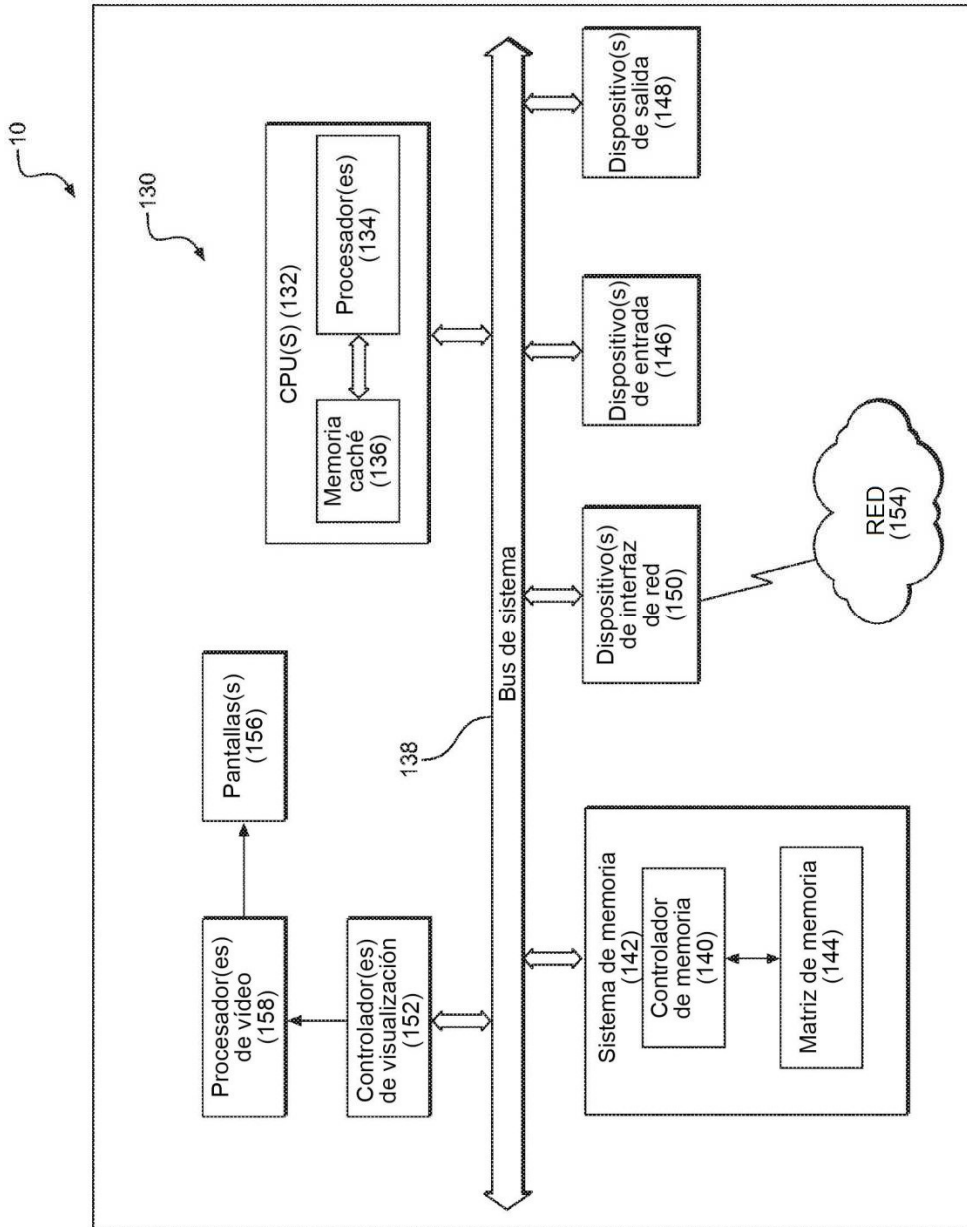 10
130
CPU(S) (132)
Procesador(es)
(134)
Memoria
caché
(136)
Pantallas(s)
(156)
Procesador(es)
de vídeo
(158)
Controlador(es)
de visualización
(152)
138
Bus de sistema
Sistema de memoria
(142)
Controlador
de memoria
(140)
Matriz de memoria
(144)
Dispositivo(s)
de interfaz
de red
(150)
Dispositivo(s)
de entrada
(146)
Dispositivo(s)
de salida
(148)
RED
(154)